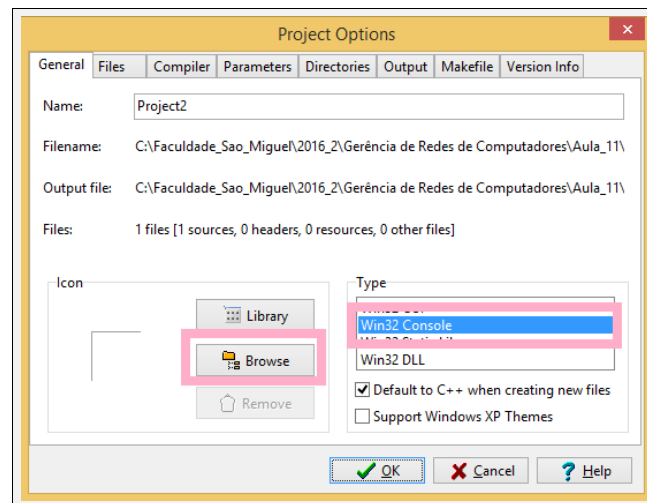 Project Options
General Files Compiler Parameters Directories Output Makefile Version Info
Name: Project2
Filename: C:\Faculdade_Sao_Miguel\2016_2\Gerência de Redes de Computadores\Aula_11\
Output file: C:\Faculdade_Sao_Miguel\2016_2\Gerência de Redes de Computadores\Aula_11\
Files: 1 files [1 sources, 0 headers, 0 resources, 0 other files]
Icon
Library
Browse
Remove
Type
Win32 Console
Win32 DLL
Default to C++ when creating new files
Support Windows XP Themes
OK Cancel Help